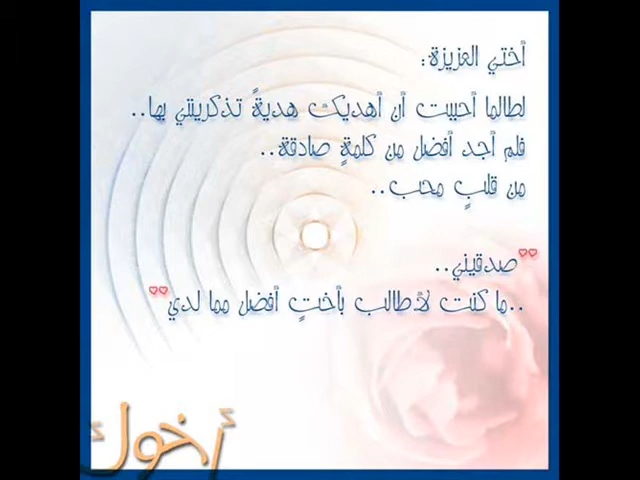 أختي العزيزة:
لطالما أحببت أن أهديك هديةً تذكرينني بها..
فلم أجد أفضل من كلمةٍ صادقة..
من قلبٍ محب..
صدقيني..
..ما كنت لأطالب بأختٍ أفضل مما لدي
أخوك